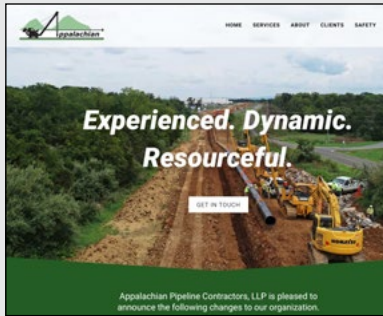 Appalachian
HOME SERVICES ABOUT CLIENTS SAFETY
Experienced. Dynamic.
Resourceful.
GET IN TOUCH
KOMATSU
Appalachian Pipeline Contractors, LLP is pleased to
announce the following changes to our organization.